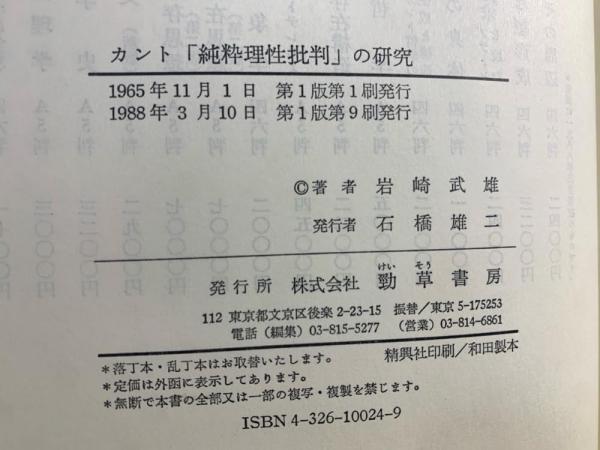 カント「純粋理性批判」の研究
1965年11月1日 第1版第1刷発行
1988年3月10日 第1版第9刷発行
©著者 岩崎武雄
発行者 石橋雄二
けい そう
発行所 株式会社 勁草書房
112 東京都文京区後楽2-23-15 振替/東京5-175253
電話(編集)03-815-5277 (営業)03-814-6861
*落丁本・乱丁本はお取替いたします。 精興社印刷/和田製本
*定価は外函に表示してあります。
*無断で本書の全部又は一部の複写・複製を禁じます。
ISBN4-326-10024-9